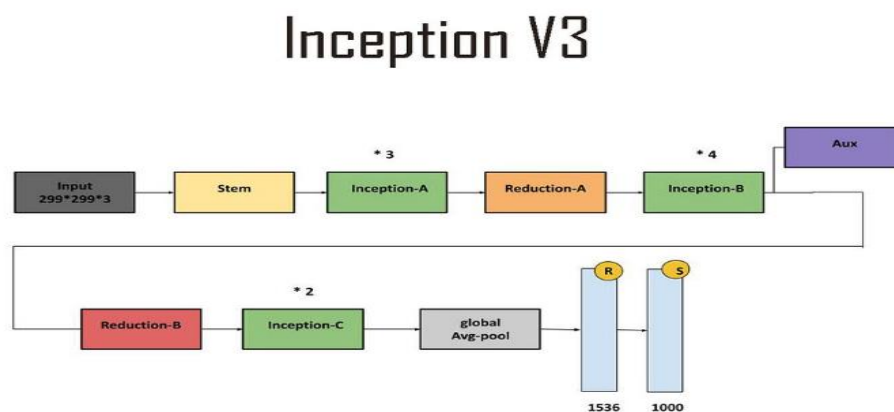 Inception V3
* 3
* 4
Aux
Input
299*299*3
Stem
Inception-A
Reduction-A
Inception-B
* 2
R
S
Reduction-B
Inception-C
global
Avg-pool
1536
1000